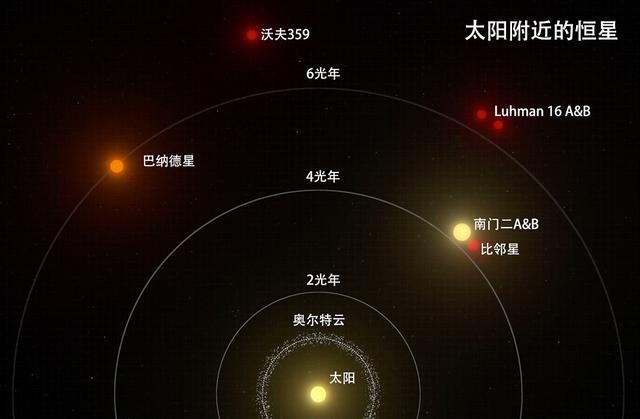 太阳附近的恒星
沃夫359
6光年
Luhman 16 A&B
巴纳德星
4光年
南门二A&B
比邻星
2光年
奥尔特云
太阳